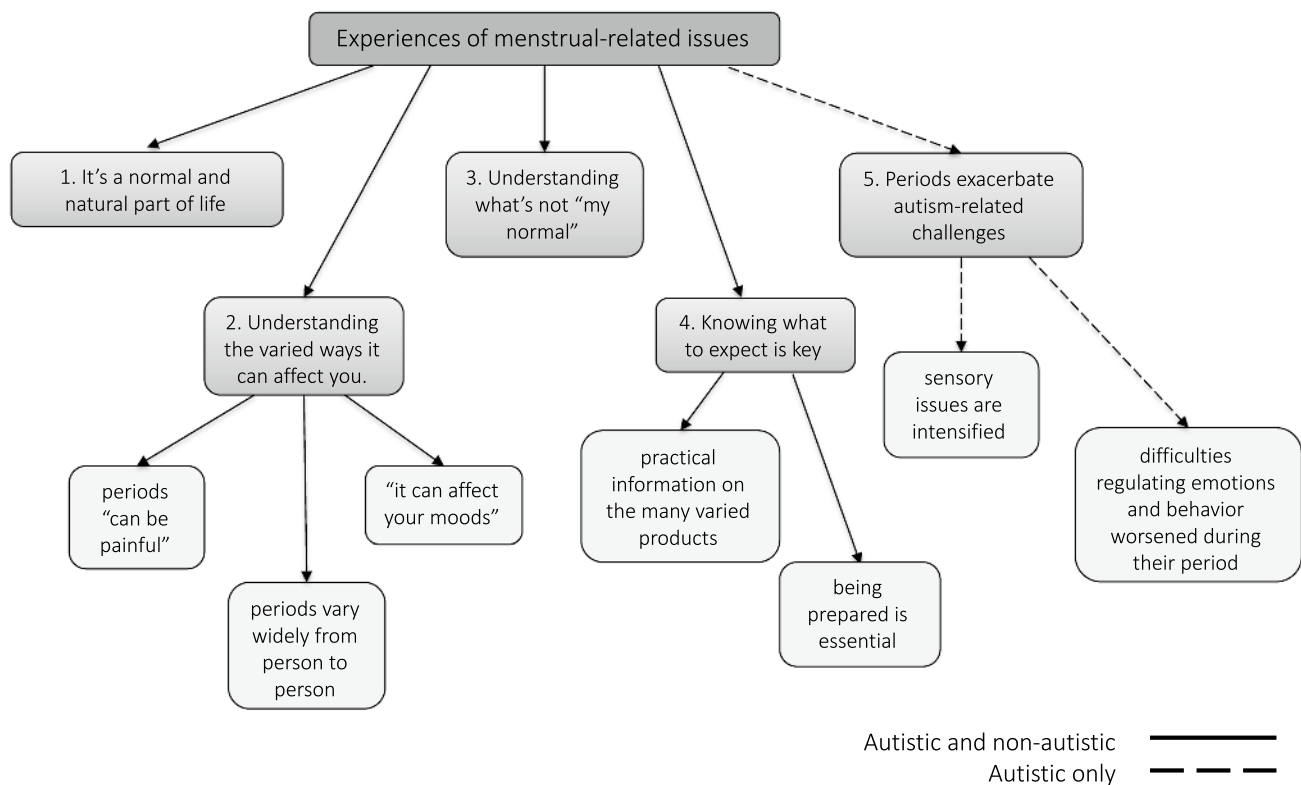 Experiences of menstrual-related issues
1. It’s a normal and
natural part of life
2. Understanding
the varied ways it
can affect you.
periods
“can be
painful”
periods vary
widely from
person to
person
“it can affect
your moods”
3. Understanding
what’s not “my
normal”
4. Knowing what
to expect is key
practical
information on
the many varied
products
being
prepared is
essential
5. Periods exacerbate
autism-related
challenges
sensory
issues are
intensified
difficulties
regulating emotions
and behavior
worsened during
their period
Autistic and non-autistic
Autistic only